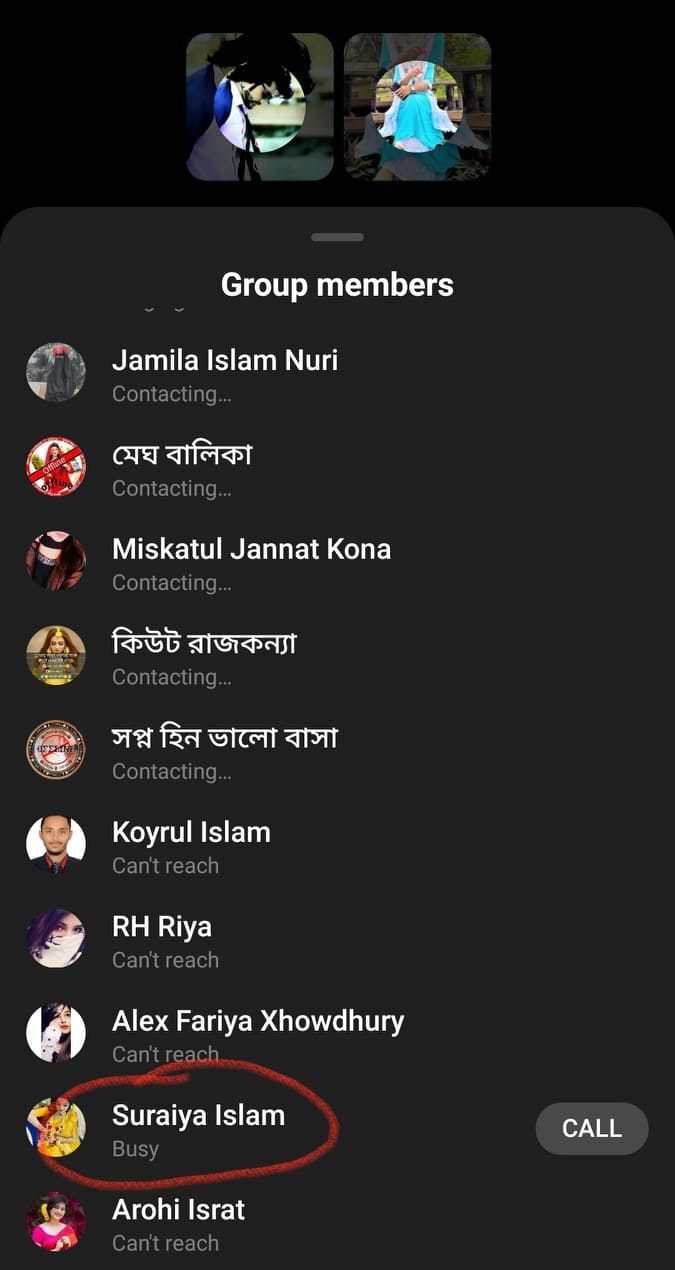 Group members
Jamila Islam Nuri
Contacting...
মেঘ বালিকা
Contacting...
Offline
Miskatul Jannat Kona
Contacting...
কিউট রাজকন্যা
Contacting...
সপ্ন হিন ভালো বাসা
Contacting...
Koyrul Islam
Can't reach
RH Riya
Can't reach
Alex Fariya Xhowdhury
Can't reach
Suraiya Islam
Busy
CALL
Arohi Israt
Can't reach